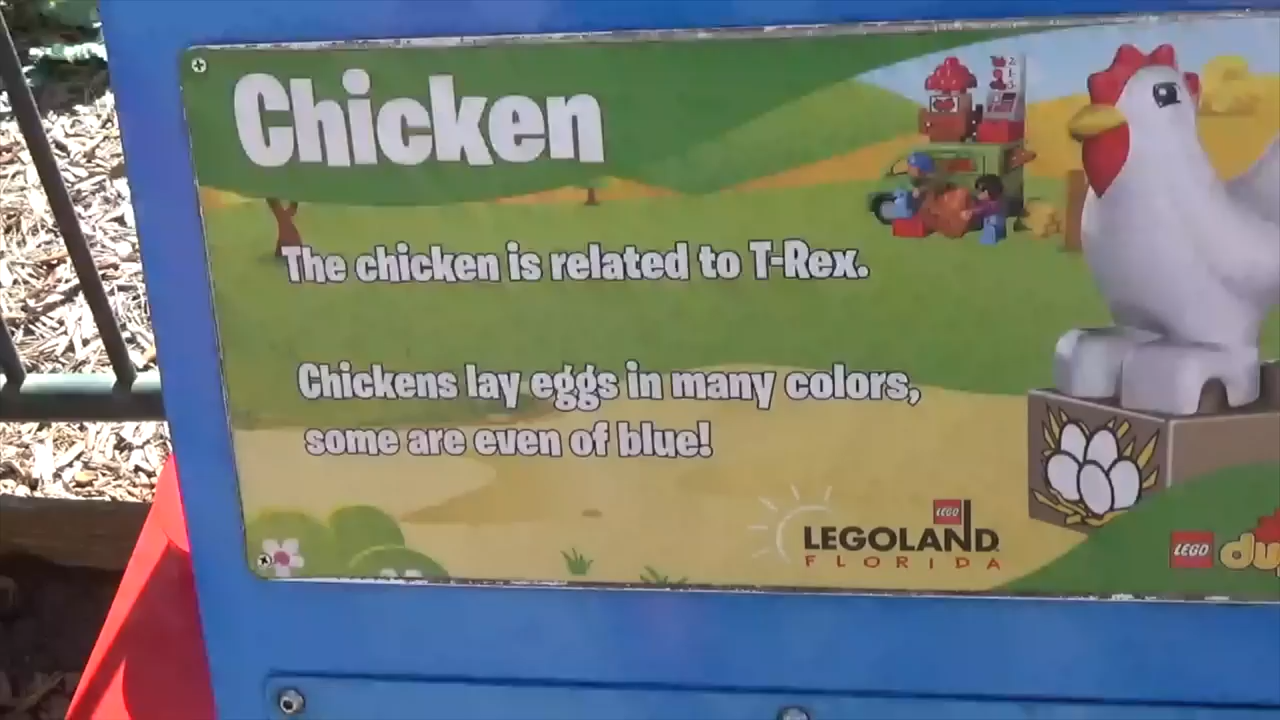 Chicken
The chicken is related to T-Rex.
Chickens lay eggs in many colors,
some are even of blue!
LEGO
LEGOLAND
FLORIDA
LEGO